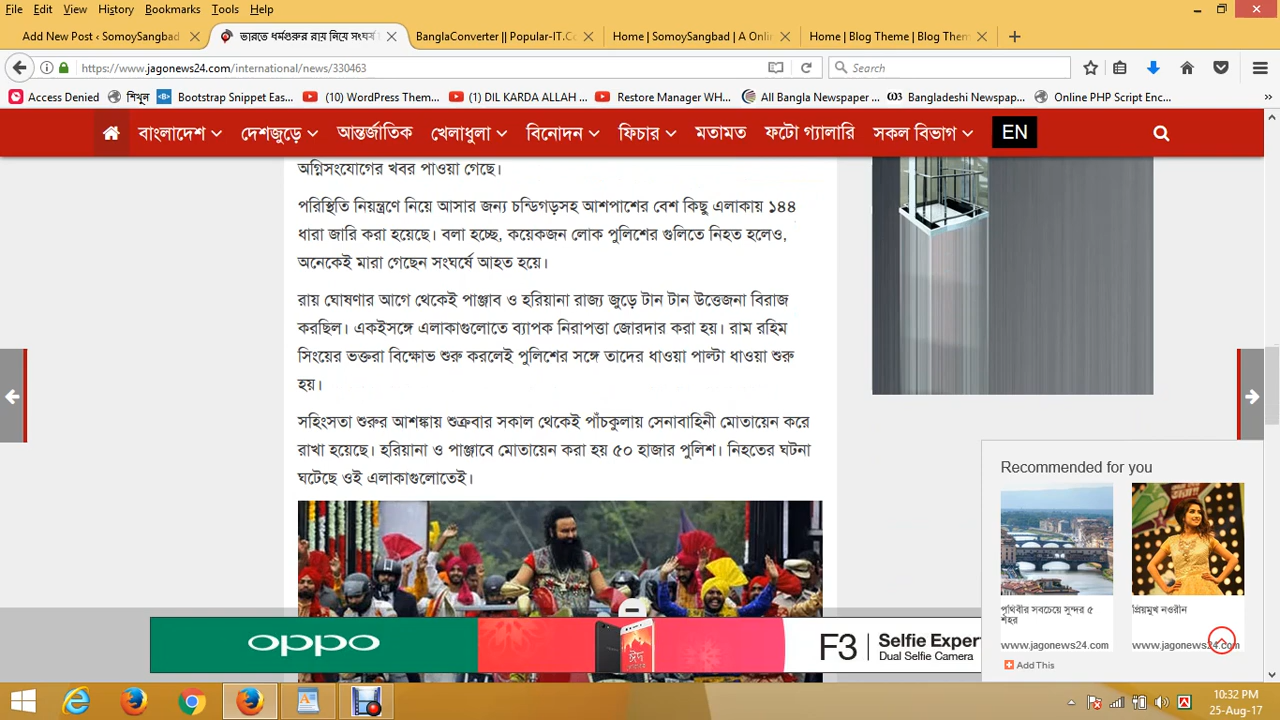 File Edit View History Bookmarks Tools Help
Add New Post ‹ SomoySangbad
ভারতে ধর্মগুরুর রায় নিয়ে সংঘর্ষ
BanglaConverter || Popular-IT.Co
Home | SomoySangbad | A Onli
Home | Blog Theme | Blog Them
https://www.jagonews24.com/international/news/330463
Search
Access Denied
শিখুন
Bootstrap Snippet Eas...
(10) WordPress Them...
(1) DIL KARDA ALLAH ...
Restore Manager WH...
All Bangla Newspaper ...
Bangladeshi Newspap...
Online PHP Script Enc...
বাংলাদেশ দেশজুড়ে আন্তর্জাতিক খেলাধুলা বিনোদন ফিচার মতামত ফটো গ্যালারি সকল বিভাগ EN
অগ্নিসংযোগের খবর পাওয়া গেছে।
পরিস্থিতি নিয়ন্ত্রণে নিয়ে আসার জন্য চন্ডিগড়সহ আশপাশের বেশ কিছু এলাকায় ১৪৪
ধারা জারি করা হয়েছে। বলা হচ্ছে, কয়েকজন লোক পুলিশের গুলিতে নিহত হলেও,
অনেকেই মারা গেছেন সংঘর্ষে আহত হয়ে।
রায় ঘোষণার আগে থেকেই পাঞ্জাব ও হরিয়ানা রাজ্য জুড়ে টান টান উত্তেজনা বিরাজ
করছিল। একইসঙ্গে এলাকাগুলোতে ব্যাপক নিরাপত্তা জোরদার করা হয়। রাম রহিম
সিংয়ের ভক্তরা বিক্ষোভ শুরু করলেই পুলিশের সঙ্গে তাদের ধাওয়া পাল্টা ধাওয়া শুরু
হয়।
সহিংসতা শুরুর আশঙ্কায় শুক্রবার সকাল থেকেই পাঁচকুলায় সেনাবাহিনী মোতায়েন করে
রাখা হয়েছে। হরিয়ানা ও পাঞ্জাবে মোতায়েন করা হয় ৫০ হাজার পুলিশ। নিহতের ঘটনা
ঘটেছে ওই এলাকাগুলোতেই।
Recommended for you
পৃথিবীর সবচেয়ে সুন্দর ৫
শহর
www.jagonews24.com
প্রিয়মুখ নওরীন
www.jagonews24.com
Add This
oppo
ঈদ
F3 Selfie Exper
Dual Selfie Camera
10:32 PM
25-Aug-17